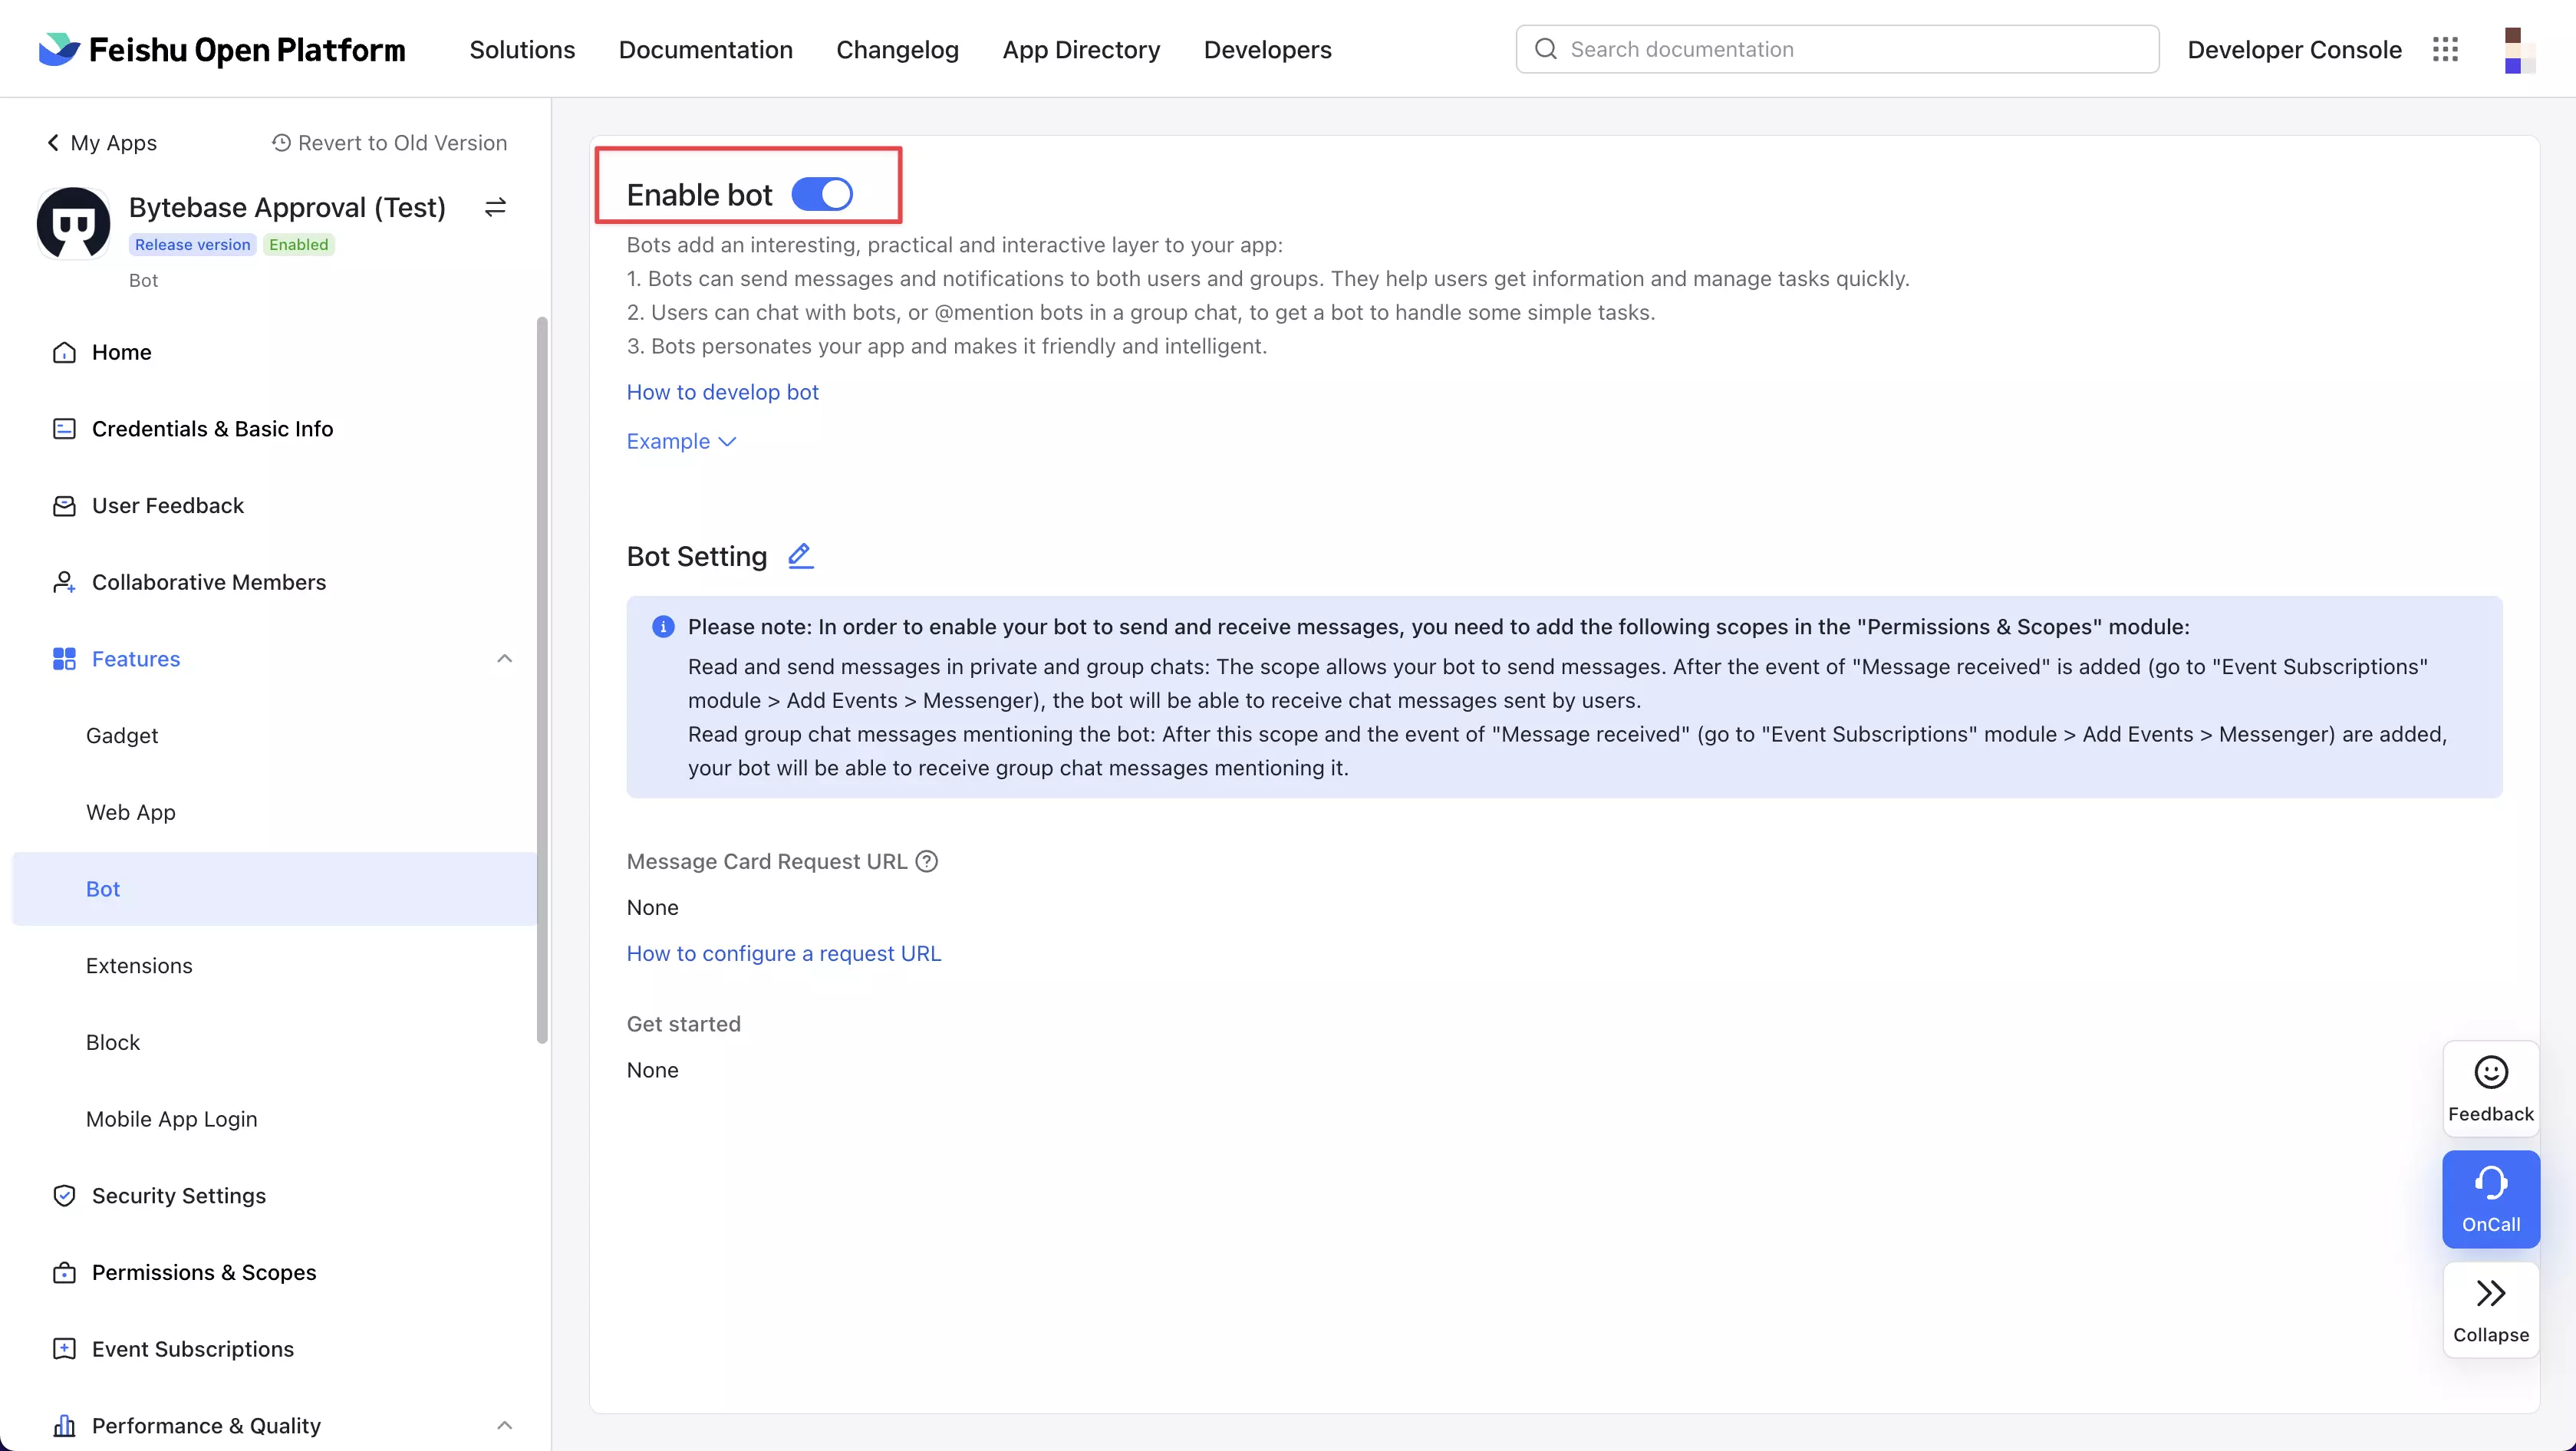 Feishu Open Platform
Solutions
Documentation
Changelog
App Directory
Developers
Search documentation
Developer Console
My Apps
Revert to Old Version
Bytebase Approval (Test)
Release version
Enabled
Bot
Home
Credentials & Basic Info
User Feedback
Collaborative Members
Features
Gadget
Web App
Bot
Extensions
Block
Mobile App Login
Security Settings
Permissions & Scopes
Event Subscriptions
Performance & Quality
Enable bot
Bots add an interesting, practical and interactive layer to your app:
1. Bots can send messages and notifications to both users and groups. They help users get information and manage tasks quickly.
2. Users can chat with bots, or @mention bots in a group chat, to get a bot to handle some simple tasks.
3. Bots personates your app and makes it friendly and intelligent.
How to develop bot
Example
Bot Setting
Please note: In order to enable your bot to send and receive messages, you need to add the following scopes in the "Permissions & Scopes" module:
Read and send messages in private and group chats: The scope allows your bot to send messages. After the event of "Message received" is added (go to "Event Subscriptions"
module > Add Events > Messenger), the bot will be able to receive chat messages sent by users.
Read group chat messages mentioning the bot: After this scope and the event of "Message received" (go to "Event Subscriptions" module > Add Events > Messenger) are added,
your bot will be able to receive group chat messages mentioning it.
Message Card Request URL
None
How to configure a request URL
Get started
None
Feedback
OnCall
Collapse